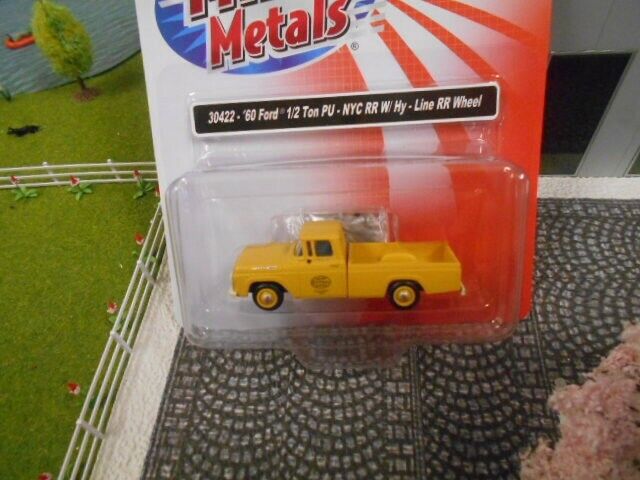 Metals®
30422 - '60 Ford® 1/2 Ton PU - NYC RR W/ Hy - Line RR Wheel